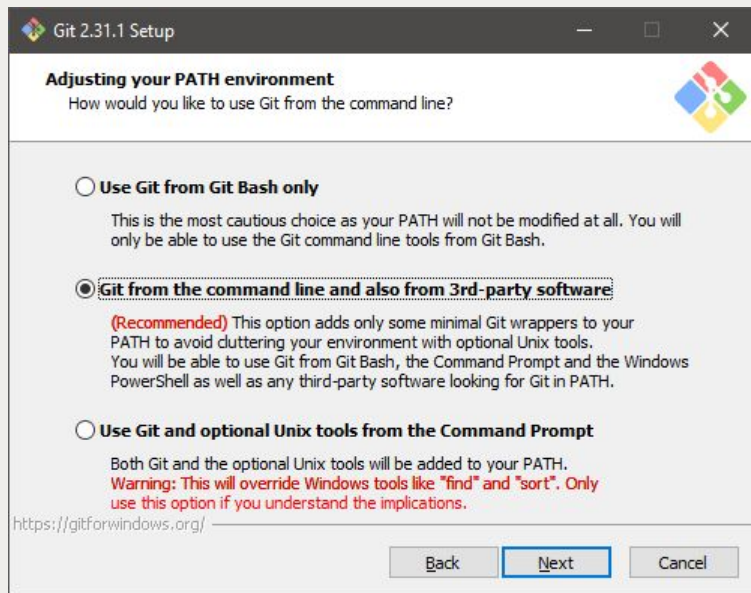 Git 2.31.1 Setup
Adjusting your PATH environment
How would you like to use Git from the command line?
Use Git from Git Bash only
This is the most cautious choice as your PATH will not be modified at all. You will
only be able to use the Git command line tools from Git Bash.
Git from the command line and also from 3rd-party software
(Recommended) This option adds only some minimal Git wrappers to your
PATH to avoid cluttering your environment with optional Unix tools.
You will be able to use Git from Git Bash, the Command Prompt and the Windows
PowerShell as well as any third-party software looking for Git in PATH.
Use Git and optional Unix tools from the Command Prompt
Both Git and the optional Unix tools will be added to your PATH.
Warning: This will override Windows tools like "find" and "sort". Only
use this option if you understand the implications.
https://gitforwindows.org/
Back Next Cancel